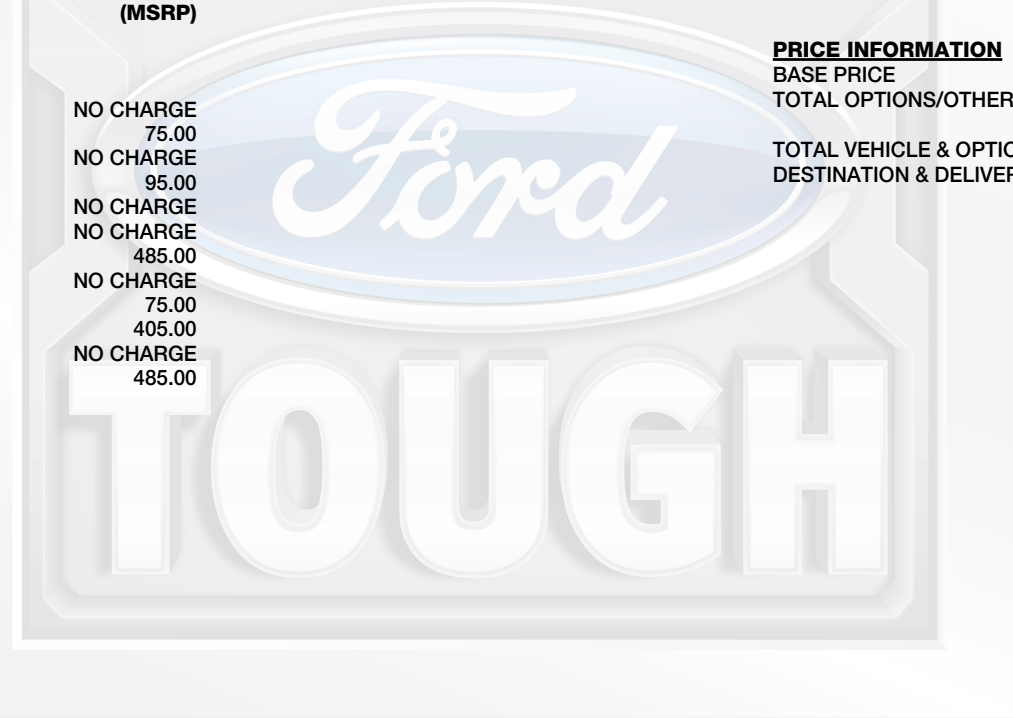 (MSRP)
NO CHARGE
75.00
NO CHARGE
95.00
NO CHARGE
NO CHARGE
485.00
NO CHARGE
75.00
405.00
NO CHARGE
485.00
PRICE INFORMATION
BASE PRICE
TOTAL OPTIONS/OTHER
TOTAL VEHICLE & OPTIO
DESTINATION & DELIVER
Ford
TOUGH